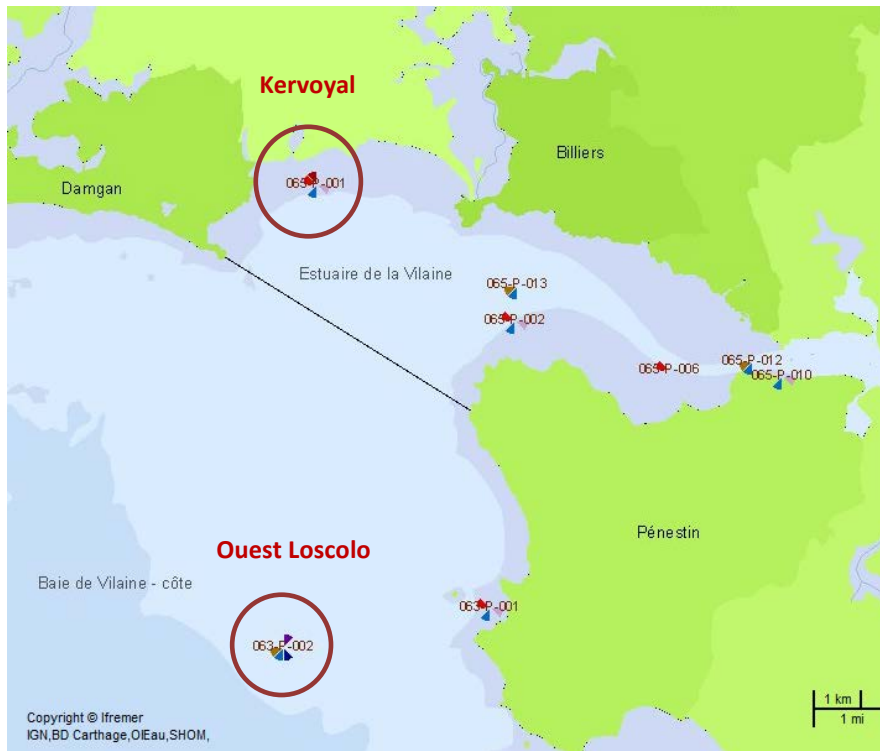 Kervoyal
Billiers
065-P-001
Damgan
Estuaire de la Vilaine
065-P-013
065-P-002
065-P-012
065-P-006
065-P-010
Pénestin
Ouest Loscolo
Baie de Vilaine - côte
063-P-001
063-P-002
1 km
1 mi
Copyright © Ifremer
IGN,BD Carthage,OIEau,SHOM,